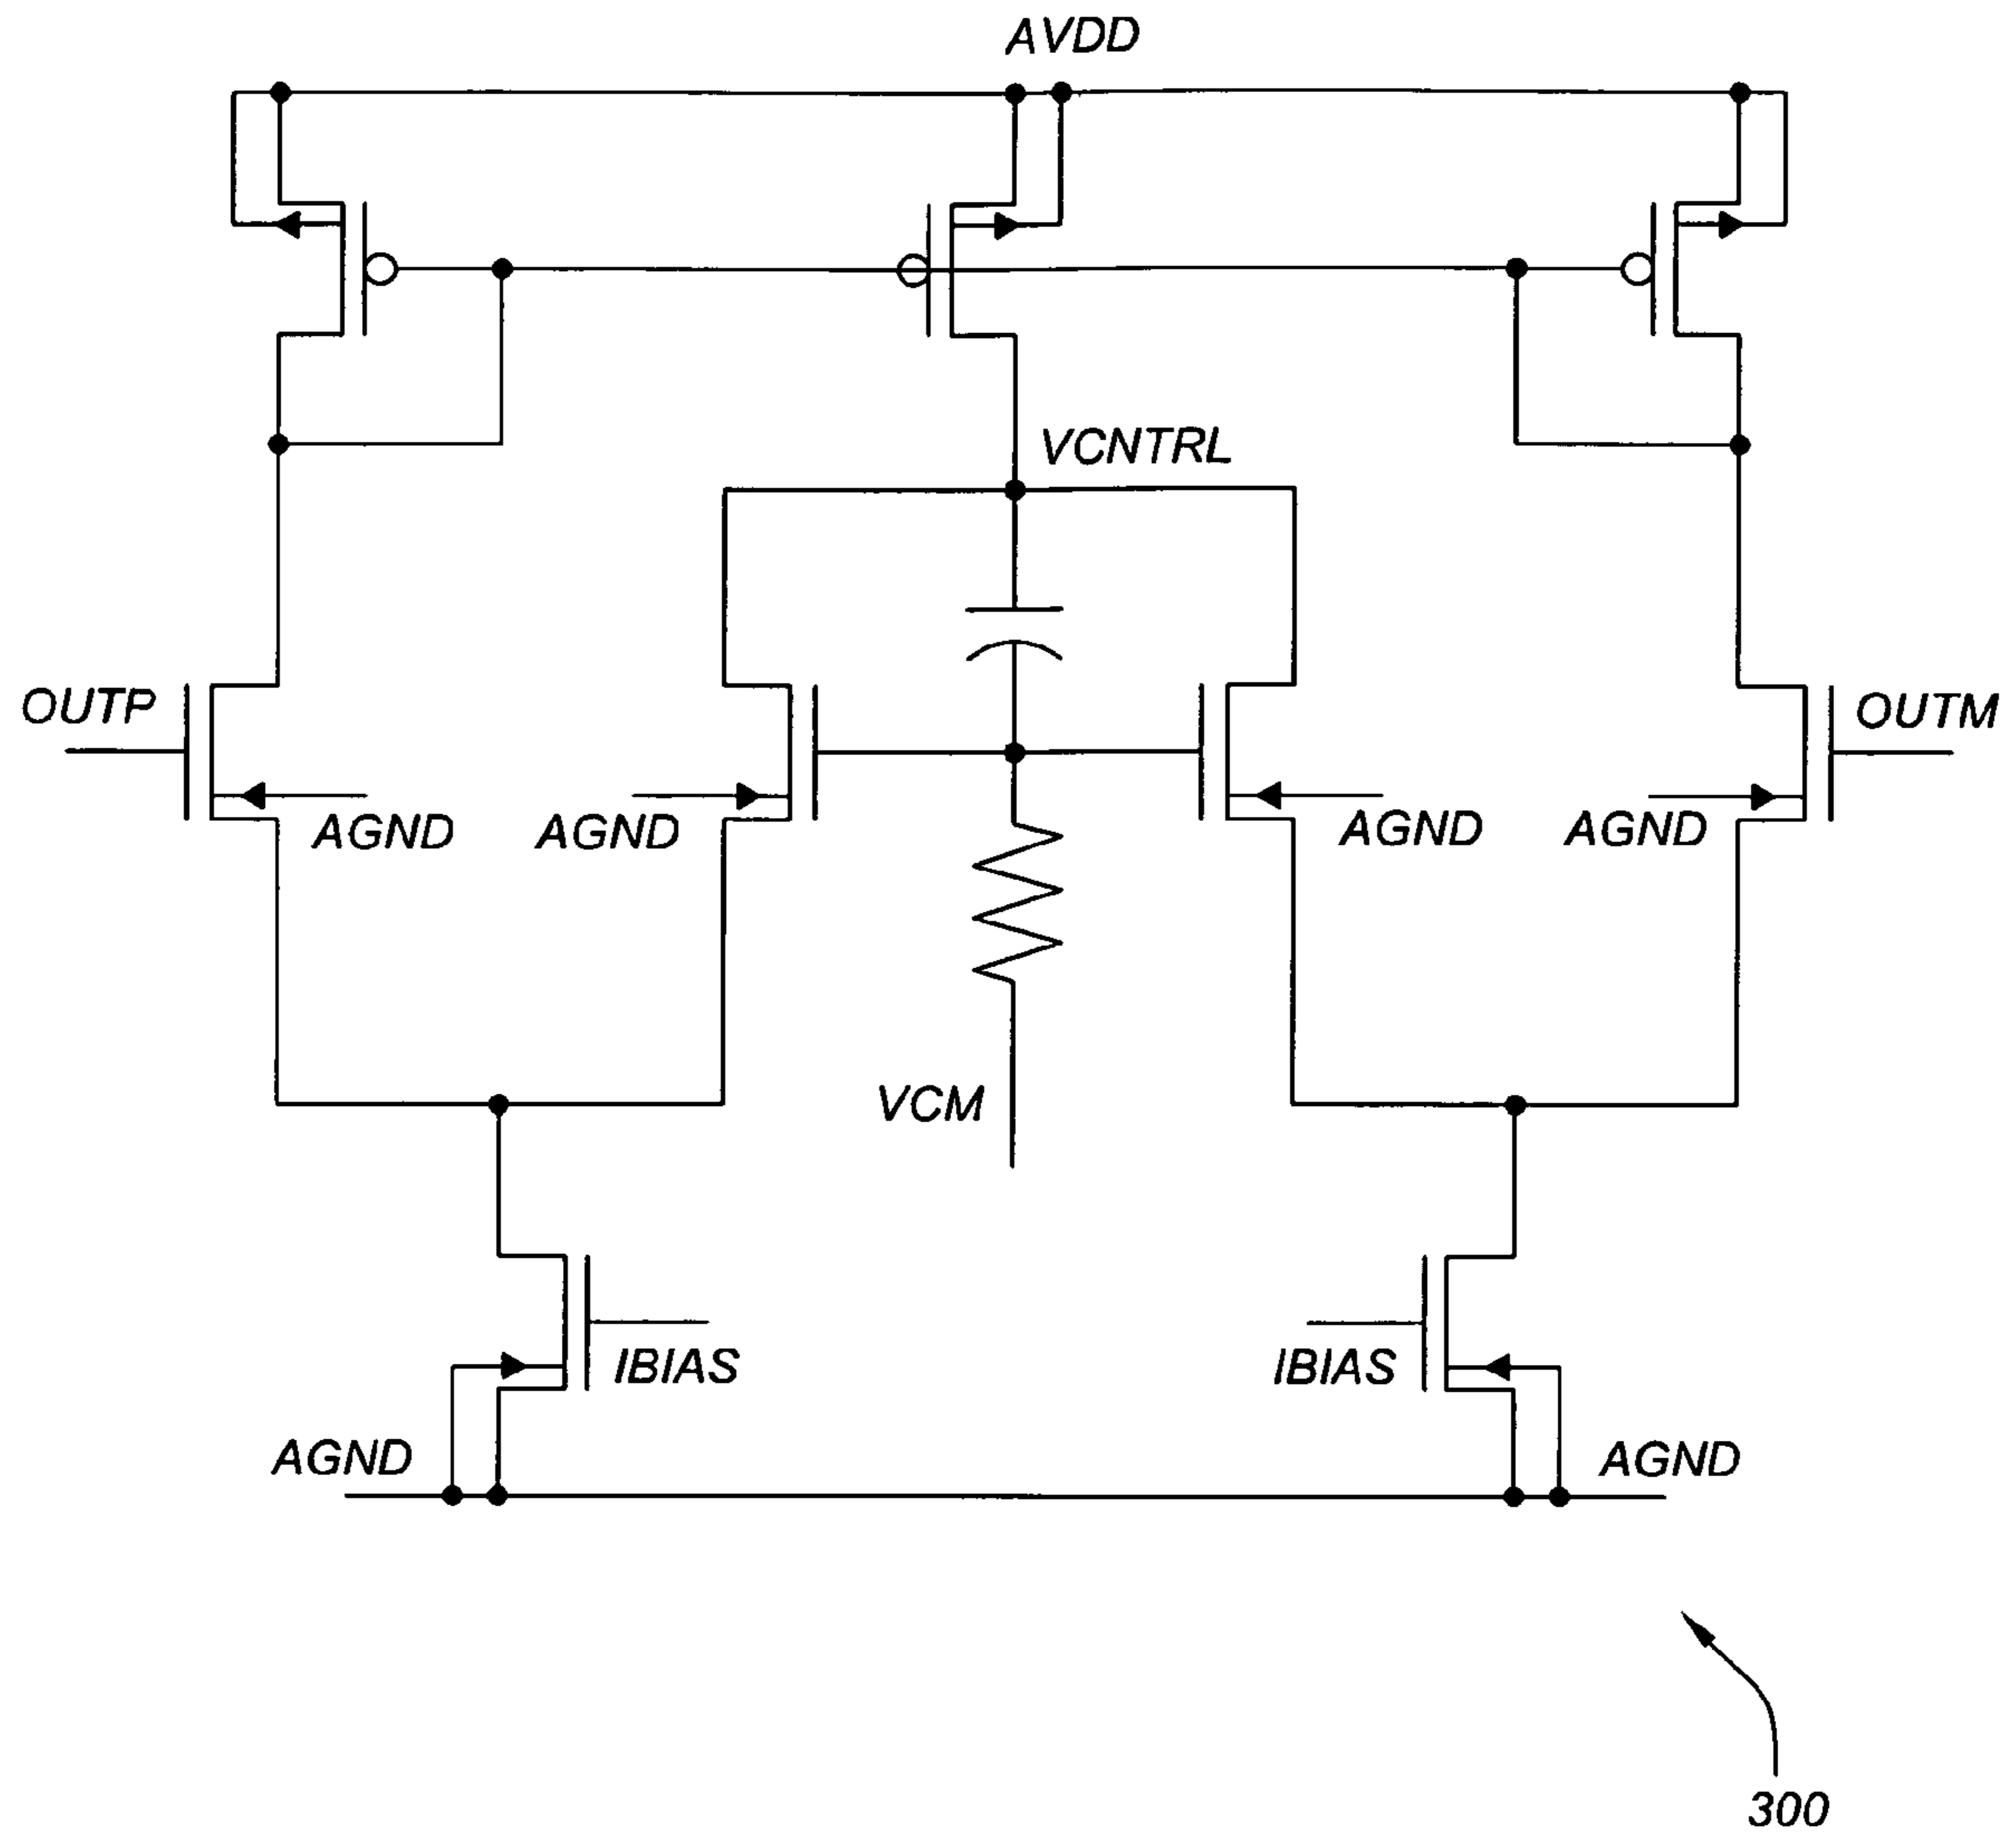 AVDD
VCNTRL
OUTP
OUTM
AGND
AGND
AGND
AGND
VCM
IBIAS
IBIAS
AGND
AGND
300